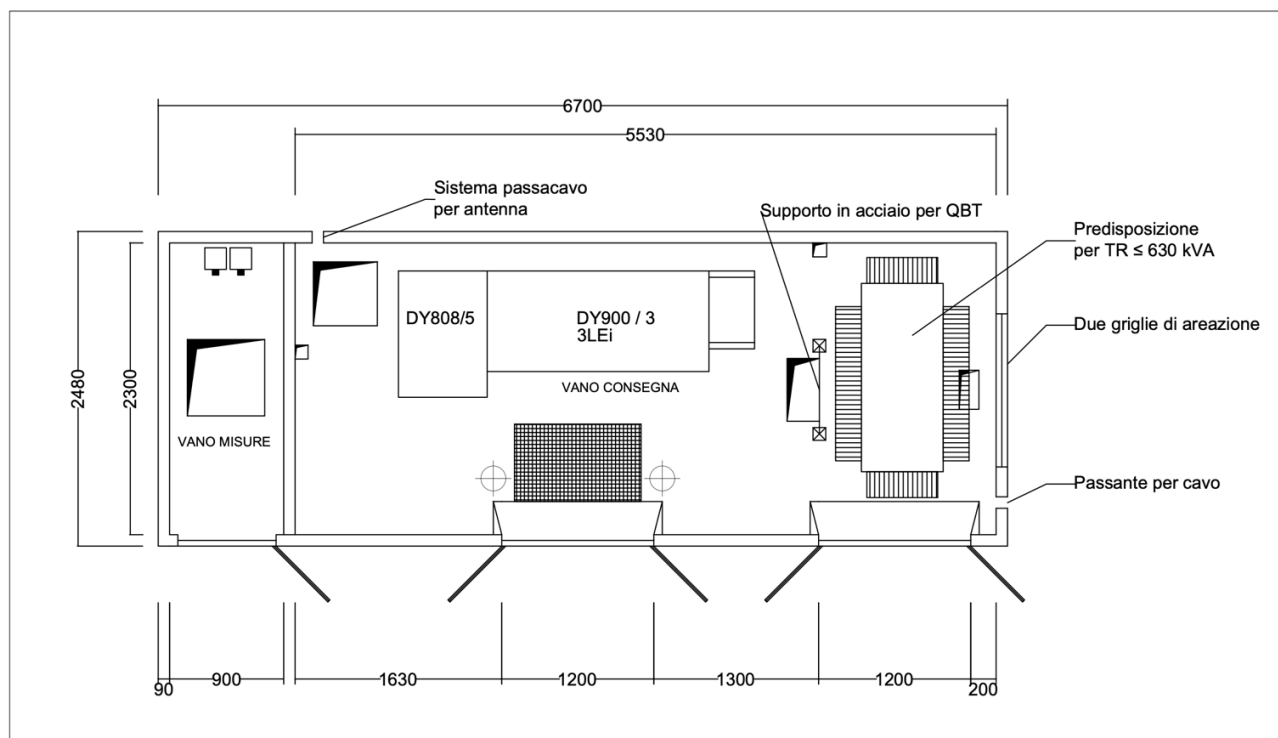 6700
5530
Sistema passacavo
per antenna
Supporto in acciaio per QBT
Predisposizione
per TR ≤ 630 kVA
DY808/5
DY900 / 3
3LEi
Due griglie di areazione
VANO CONSEGNA
2480
2300
VANO MISURE
Passante per cavo
90
900
1630
1200
1300
1200
200